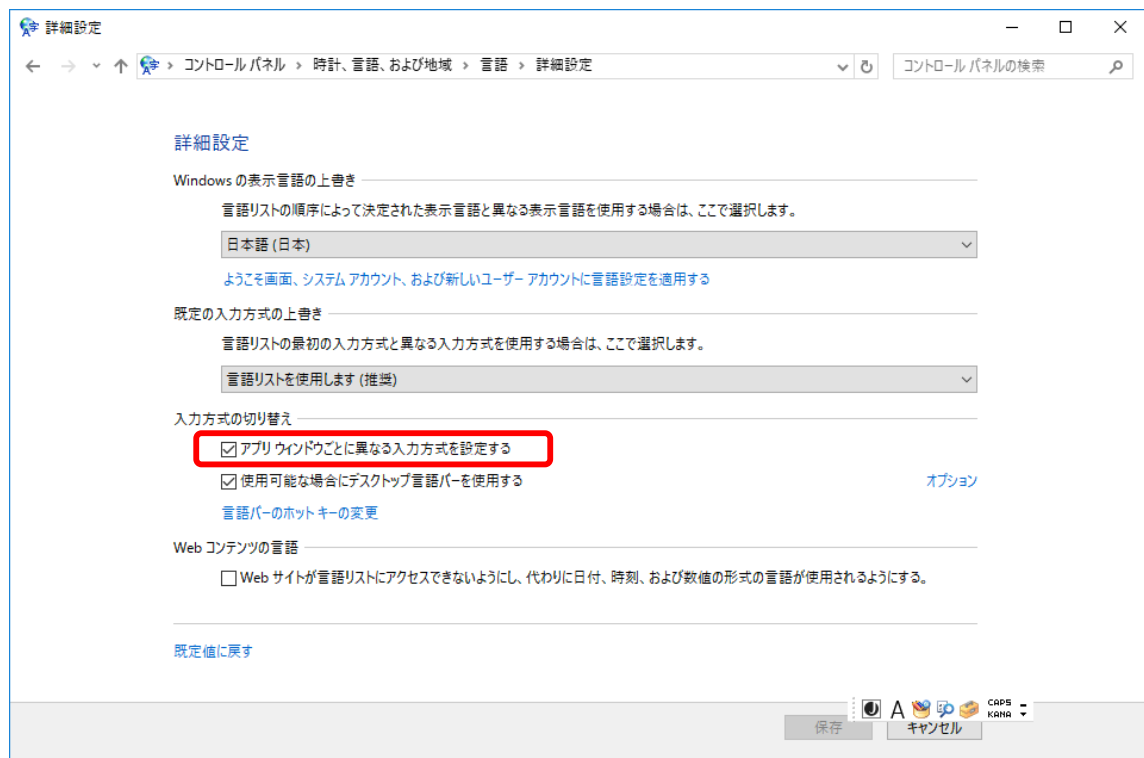 詳細設定
コントロール パネル › 時計、言語、および地域 › 言語 › 詳細設定
コントロール パネルの検索
詳細設定
Windows の表示言語の上書き
言語リストの順序によって決定された表示言語と異なる表示言語を使用する場合は、ここで選択します。
日本語 (日本)
ようこそ画面、システム アカウント、および新しいユーザー アカウントに言語設定を適用する
既定の入力方式の上書き
言語リストの最初の入力方式と異なる入力方式を使用する場合は、ここで選択します。
言語リストを使用します (推奨)
入力方式の切り替え
アプリ ウィンドウごとに異なる入力方式を設定する
使用可能な場合にデスクトップ言語バーを使用する
オプション
言語バーのホット キーの変更
Web コンテンツの言語
Web サイトが言語リストにアクセスできないようにし、代わりに日付、時刻、および数値の形式の言語が使用されるようにする。
既定値に戻す
A
CAPS
KANA
保存
キャンセル